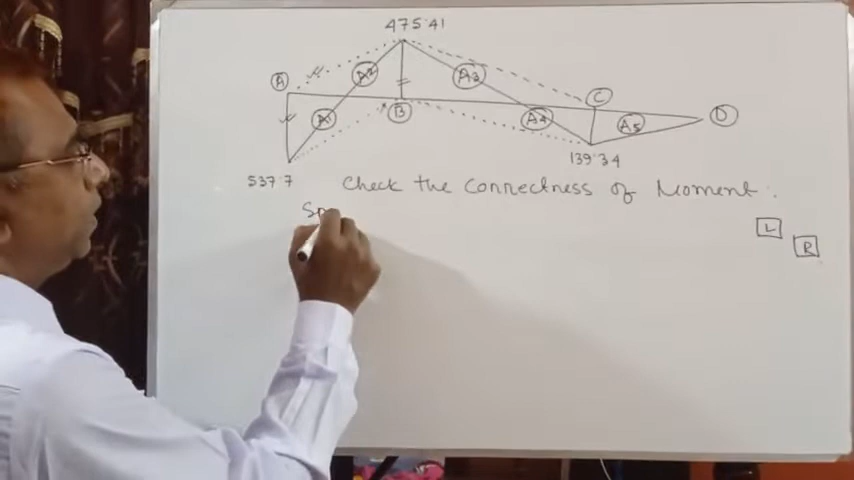 475.41
A
A2
A3
C
A1
B
A4
A5
D
537.7
139.34
Check the Correctness of Moment.
L
R